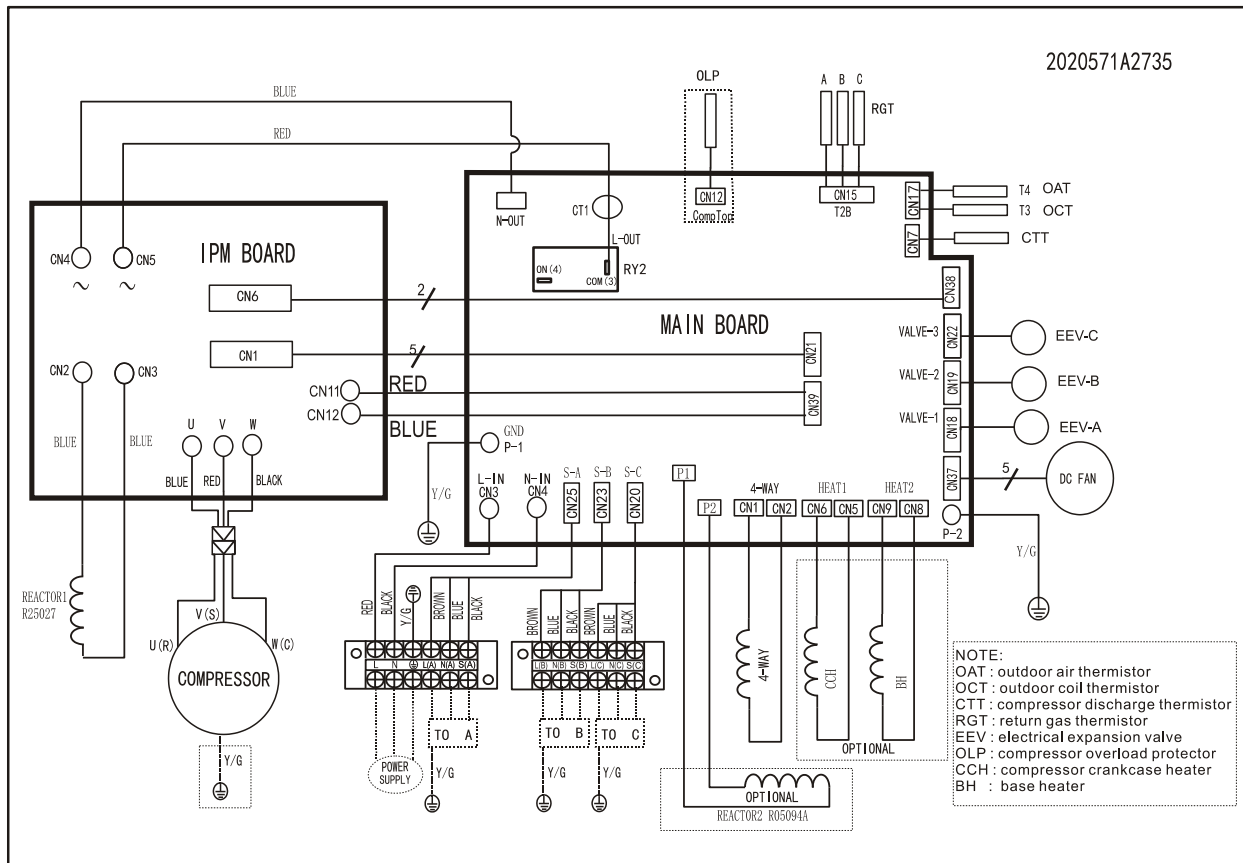 2020571A2735
OLP
A B C
RGT
BLUE
RED
CN12
CompTop
CN15
T2B
CN17
T4 OAT
T3 OCT
CN7
CTT
N-OUT
CT1
L-OUT
ON(4)
COM(3)
RY2
IPM BOARD
CN4
CN5
~
~
CN6
2
CN38
MAIN BOARD
CN1
5
CN21
VALVE-3
CN22
EEV-C
CN2
CN3
CN11
RED
CN12
BLUE
CN39
VALVE-2
CN19
EEV-B
VALVE-1
CN18
EEV-A
BLUE
BLUE
U V W
BLUE
RED
BLACK
GND
P-1
Y/G
L-IN
CN3
N-IN
CN4
S-A
CN25
S-B
CN23
S-C
CN20
P1
P2
4-WAY
CN1
CN2
HEAT1
CN6
CN5
HEAT2
CN9
CN8
CN37
5
DC FAN
P-2
Y/G
REACTOR1
R25027
V(S)
U(R)
W(C)
COMPRESSOR
Y/G
RED
BLACK
Y/G
BROWN
BLUE
BLACK
L N L(A) N(A) S(A)
BROWN
BLUE
BLACK
BROWN
BLUE
BLACK
L(B) N(B) S(B) L(C) N(C) S(C)
POWER
SUPPLY
TO A
Y/G
TO B
Y/G
TO C
Y/G
4-WAY
CCH
BH
OPTIONAL
OPTIONAL
REACTOR2 R05094A
NOTE:
OAT : outdoor air thermistor
OCT : outdoor coil thermistor
CTT : compressor discharge thermistor
RGT : return gas thermistor
EEV : electrical expansion valve
OLP : compressor overload protector
CCH : compressor crankcase heater
BH : base heater